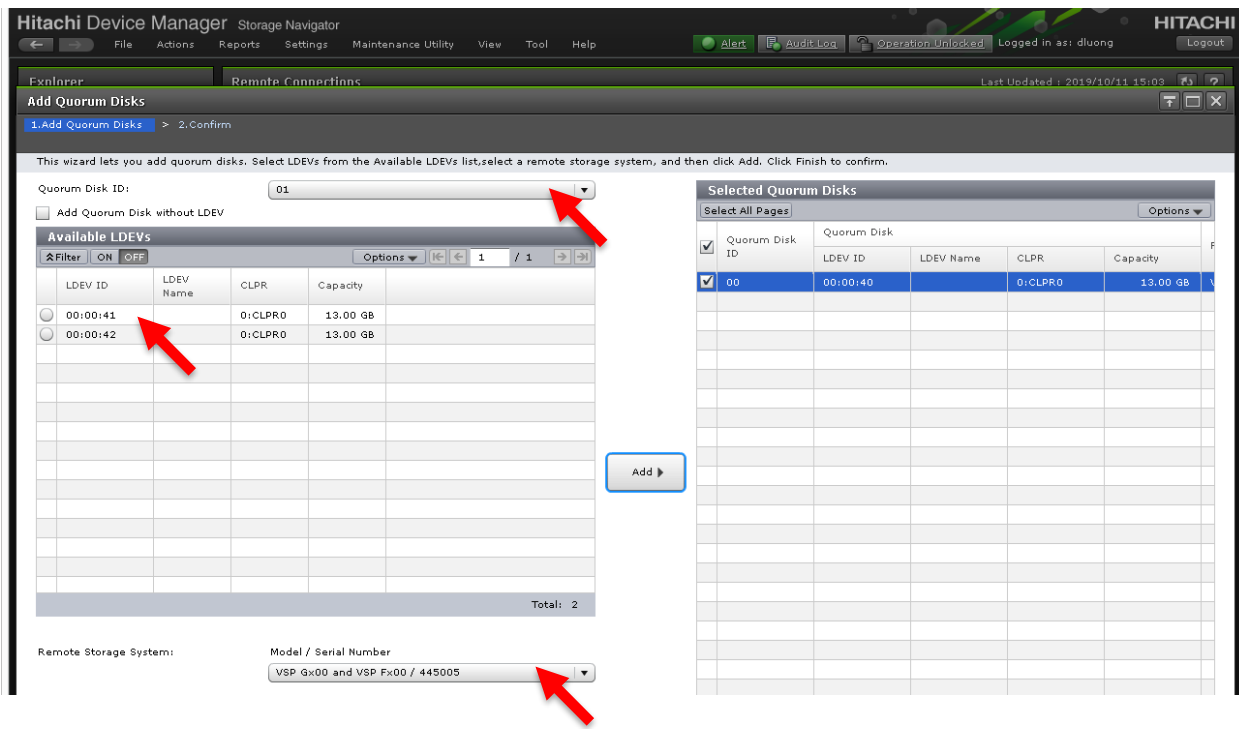 Hitachi Device Manager Storage Navigator HITACHI
File Actions Reports Settings Maintenance Utility View Tool Help Alert Audit Log Operation Unlocked Logged in as: dluong Logout
Explorer Remote Connections Last Updated : 2019/10/11 15:03 ?
Add Quorum Disks
1.Add Quorum Disks > 2.Confirm
This wizard lets you add quorum disks. Select LDEVs from the Available LDEVs list,select a remote storage system, and then click Add. Click Finish to confirm.
Quorum Disk ID: 01
Add Quorum Disk without LDEV
Available LDEVs
Filter ON OFF Options 1 / 1
LDEV ID LDEV Name CLPR Capacity
00:00:41 0:CLPR0 13.00 GB
00:00:42 0:CLPR0 13.00 GB
Total: 2
Remote Storage System: Model / Serial Number
VSP Gx00 and VSP Fx00 / 445005
Add
Selected Quorum Disks
Select All Pages Options
Quorum Disk ID Quorum Disk
LDEV ID LDEV Name CLPR Capacity
00 00:00:40 0:CLPR0 13.00 GB